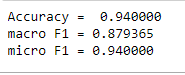 Accuracy =  0.940000
macro F1 = 0.879365
micro F1 = 0.940000